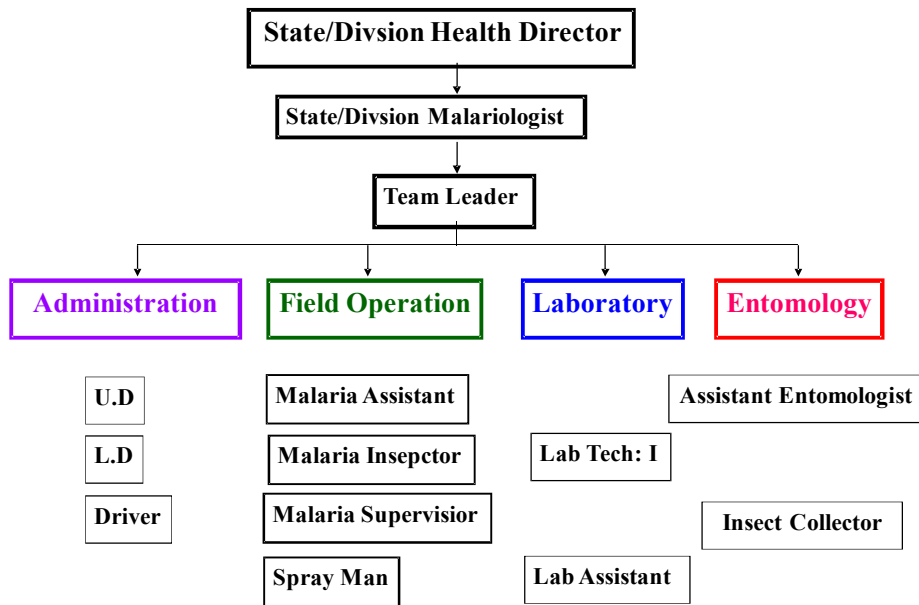 State/Divsion Health Director
State/Divsion Malariologist
Team Leader
Administration
Field Operation
Laboratory
Entomology
U.D
Malaria Assistant
Assistant Entomologist
L.D
Malaria Insepctor
Lab Tech: I
Driver
Malaria Supervisior
Insect Collector
Spray Man
Lab Assistant